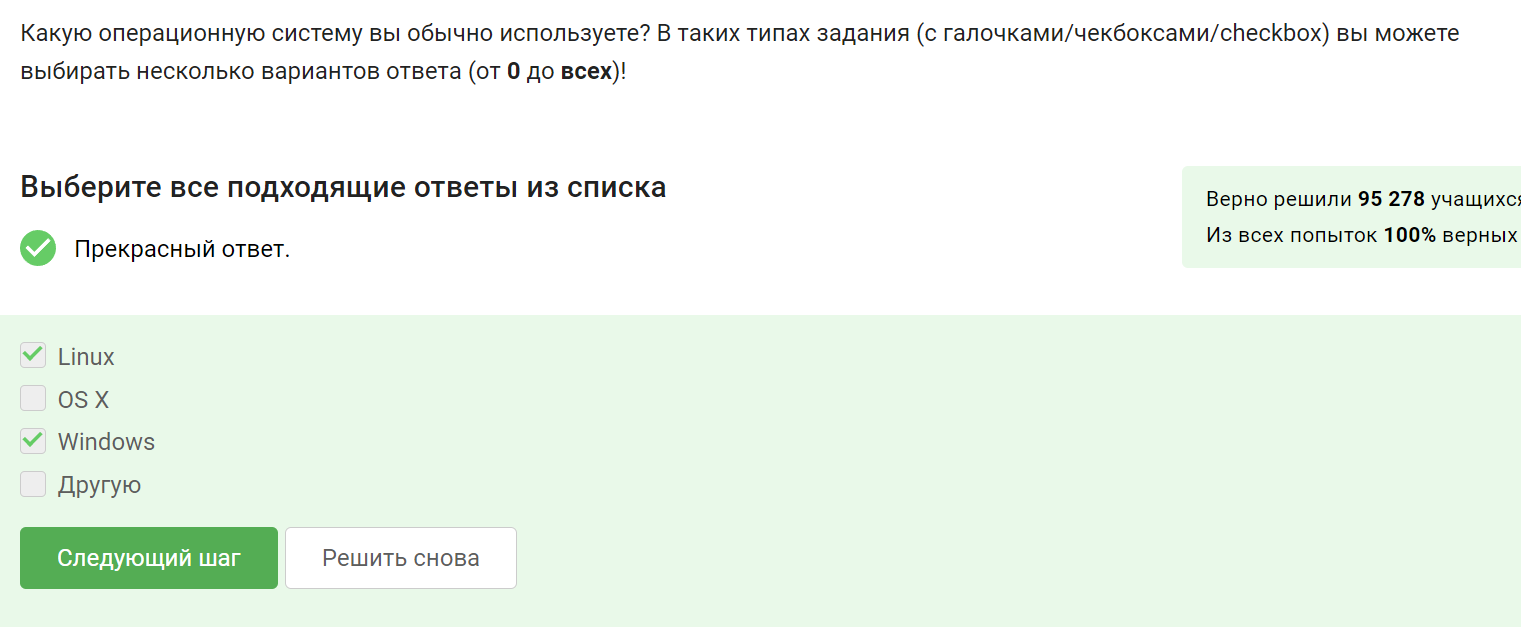 Какую операционную систему вы обычно используете? В таких типах задания (с галочками/чекбоксами/checkbox) вы можете
выбирать несколько вариантов ответа (от 0 до всех)!
Выберите все подходящие ответы из списка
Верно решили 95 278 учащихся
Из всех попыток 100% верных
Прекрасный ответ.
Linux
OS X
Windows
Другую
Следующий шаг Решить снова